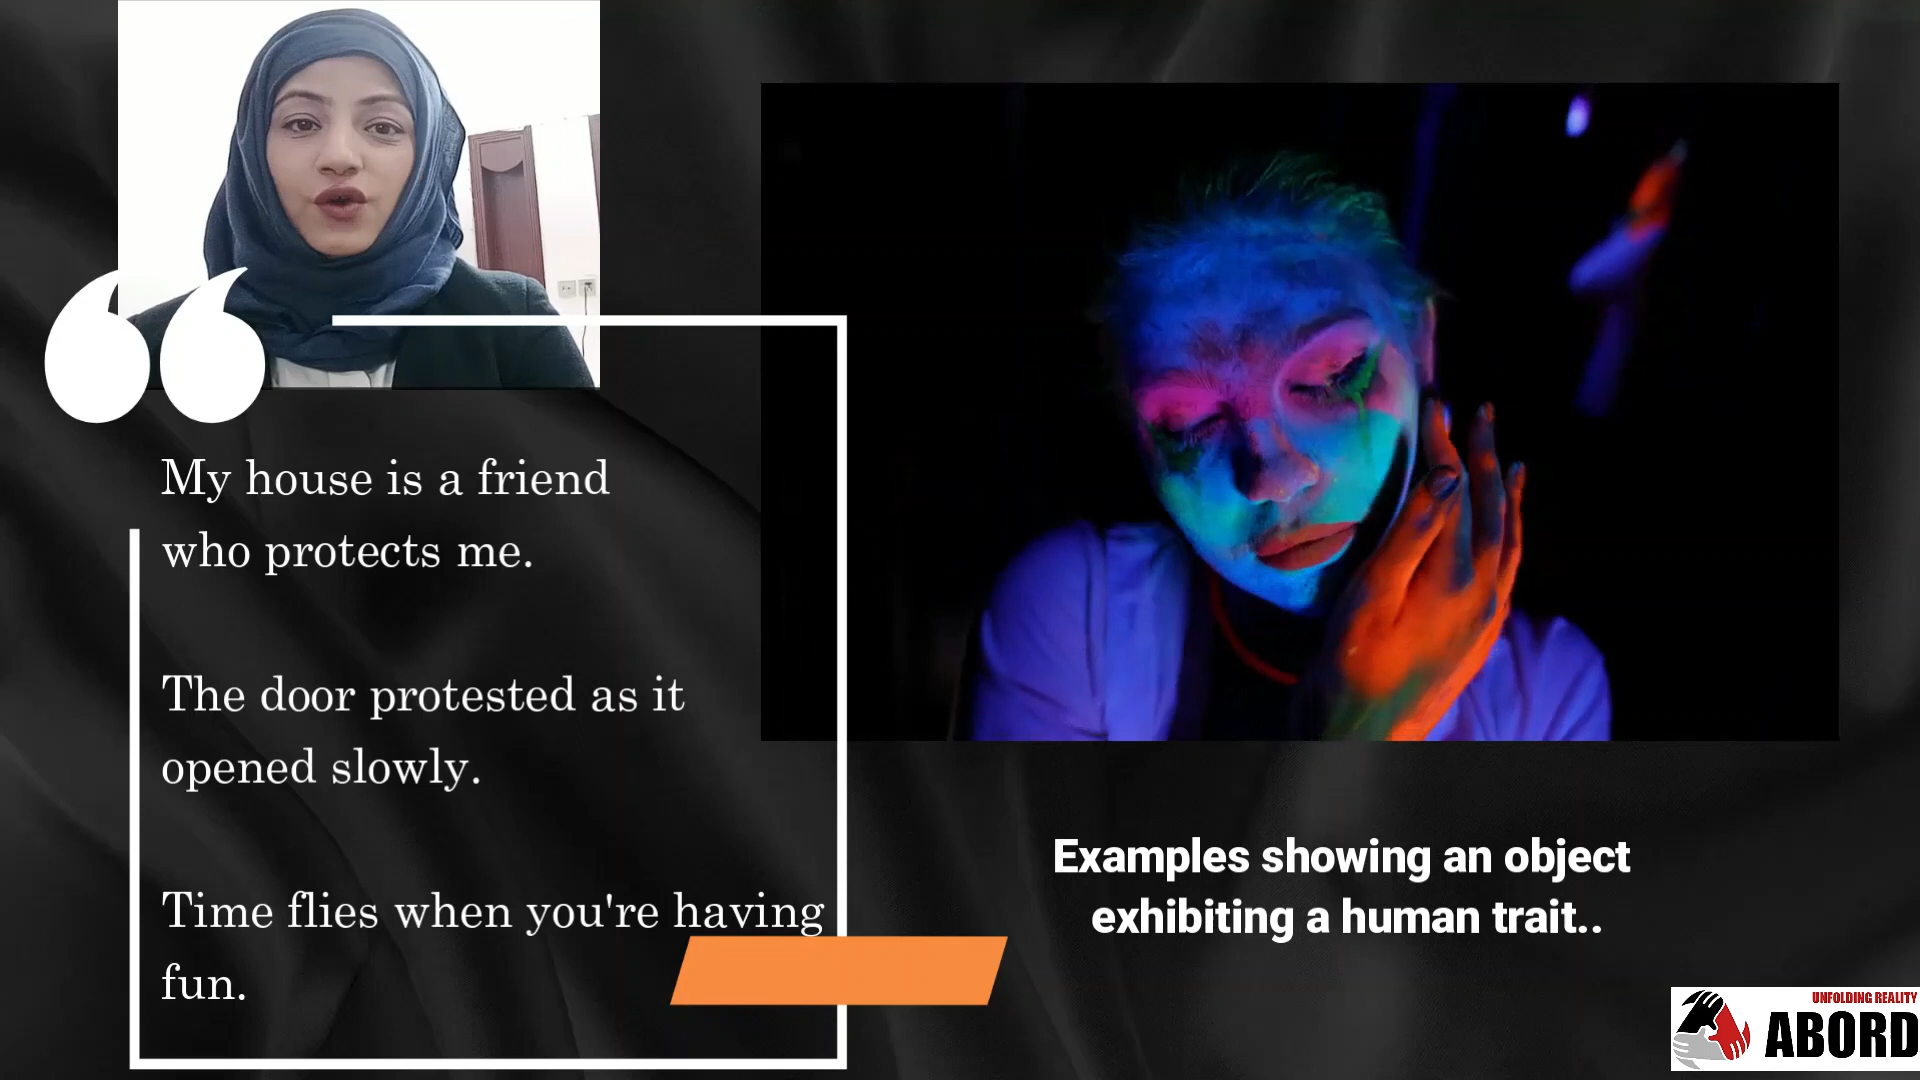 My house is a friend
who protects me.
The door protested as it
opened slowly.
Time flies when you're having
fun.
Examples showing an object
exhibiting a human trait..
UNFOLDING REALITY
ABORD